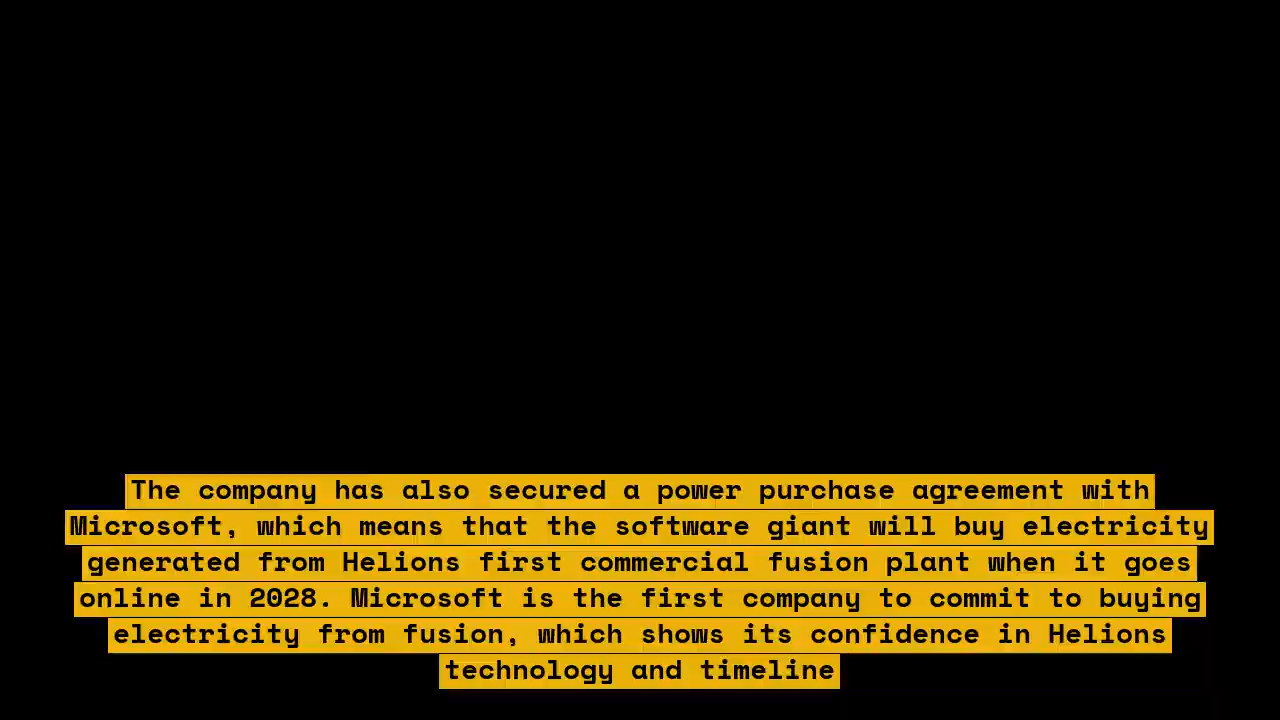 The company has also secured a power purchase agreement with
Microsoft, which means that the software giant will buy electricity
generated from Helions first commercial fusion plant when it goes
online in 2028. Microsoft is the first company to commit to buying
electricity from fusion, which shows its confidence in Helions
technology and timeline